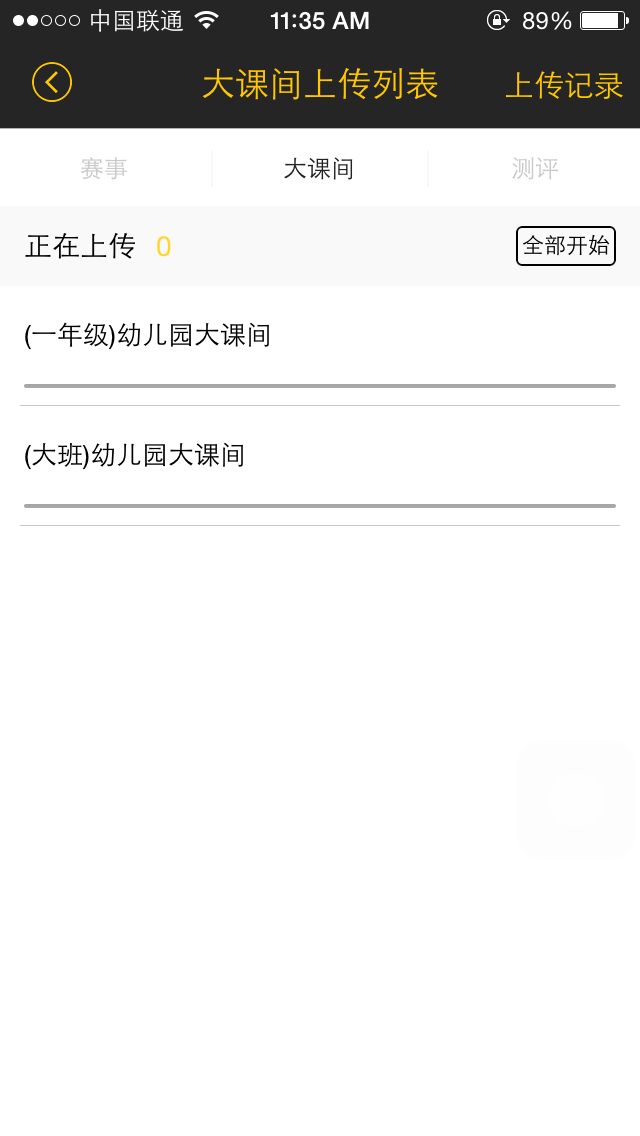 中国联通 11:35 AM 89%
大课间上传列表 上传记录
赛事 大课间 测评
正在上传 0 全部开始
(一年级)幼儿园大课间
(大班)幼儿园大课间